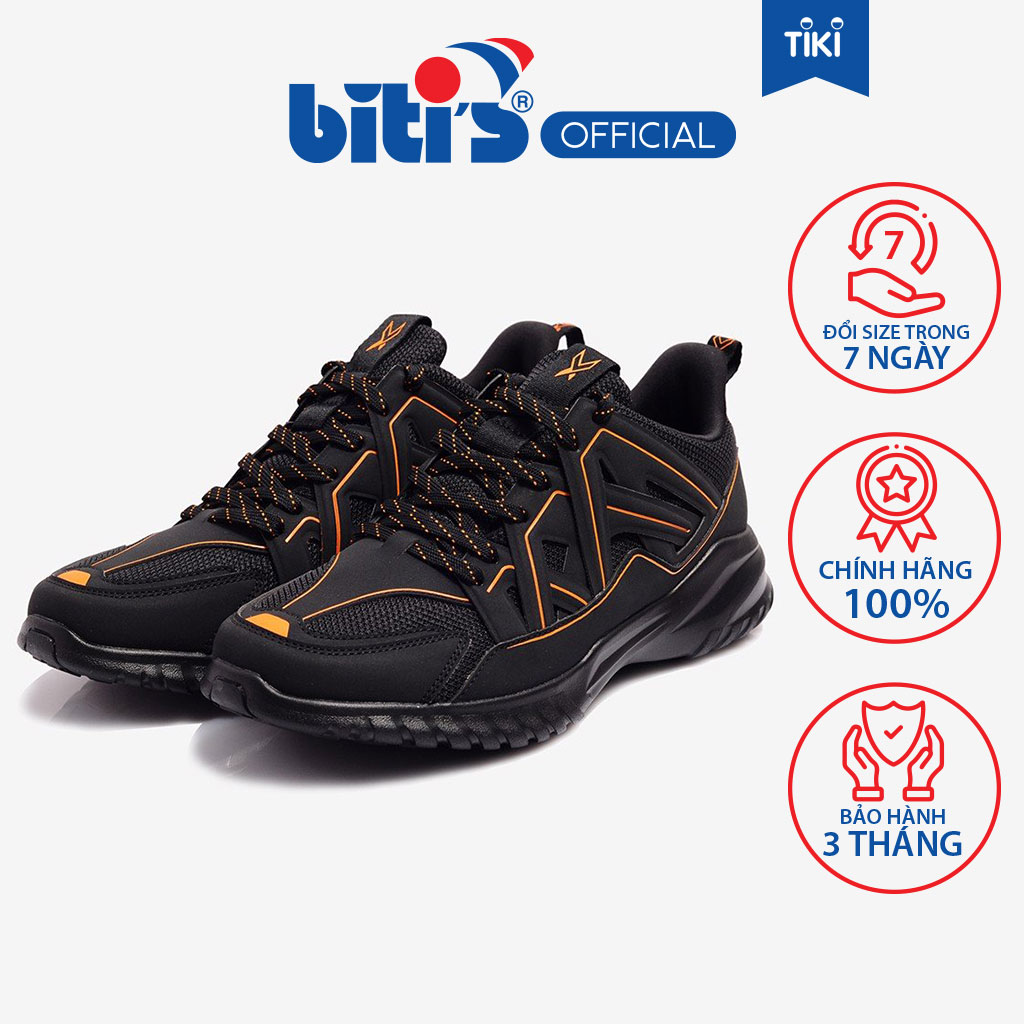 TiKi
biti's®
OFFICIAL
7
ĐỔI SIZE TRONG
7 NGÀY
CHÍNH HÃNG
100%
BẢO HÀNH
3 THÁNG